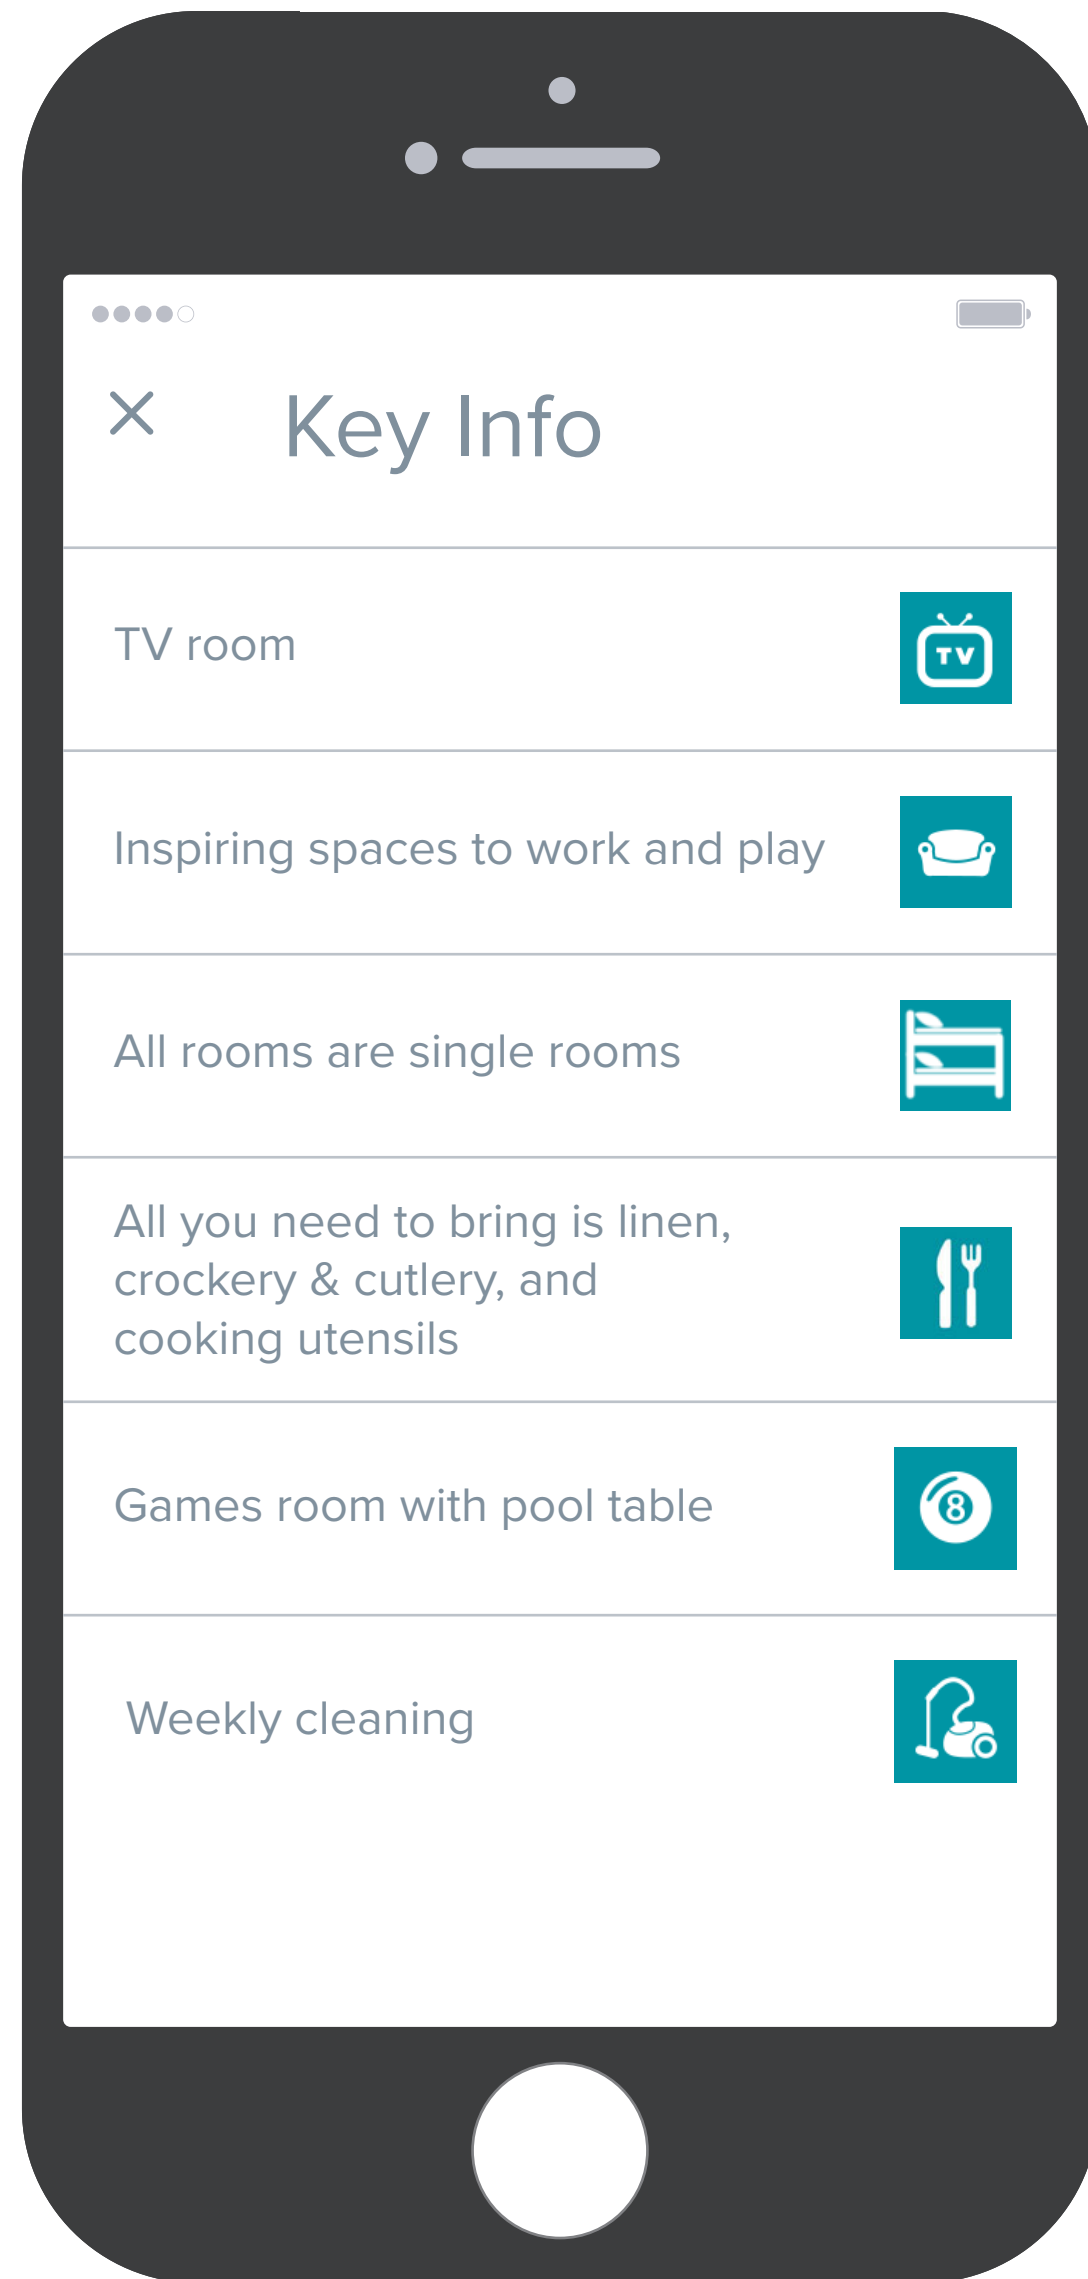 Key Info
TV room
TV
Inspiring spaces to work and play
All rooms are single rooms
All you need to bring is linen,
crockery & cutlery, and
cooking utensils
Games room with pool table
8
Weekly cleaning